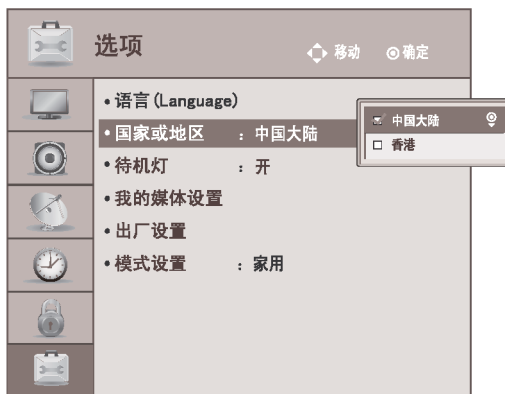 选项 移动 确定
• 语言(Language)
• 国家或地区 : 中国大陆
中国大陆
香港
• 待机灯 : 开
• 我的媒体设置
• 出厂设置
• 模式设置 : 家用